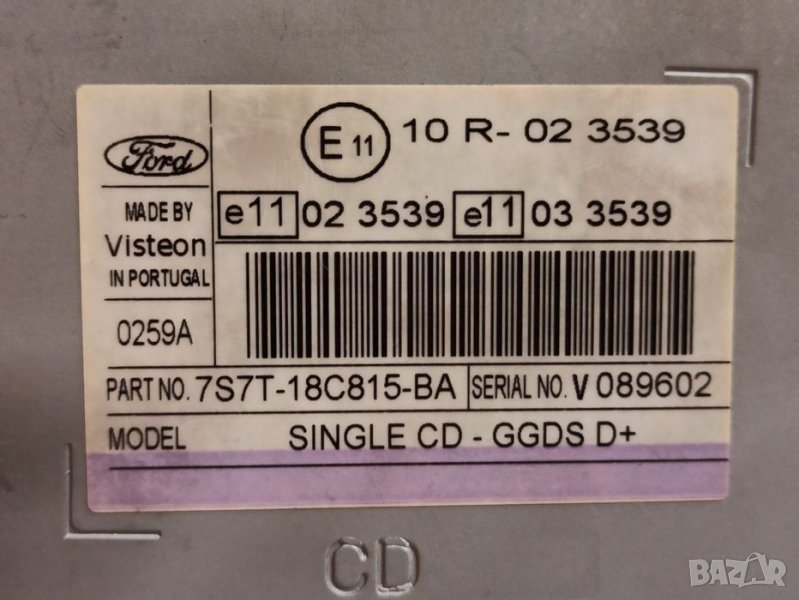 Ford
E 11 10 R- 02 3539
MADE BY
Visteon
IN PORTUGAL
e11 02 3539 e11 03 3539
0259A
PART NO. 7S7T-18C815-BA SERIAL NO. V 089602
MODEL SINGLE CD - GGDS D+
CD
BAZAR